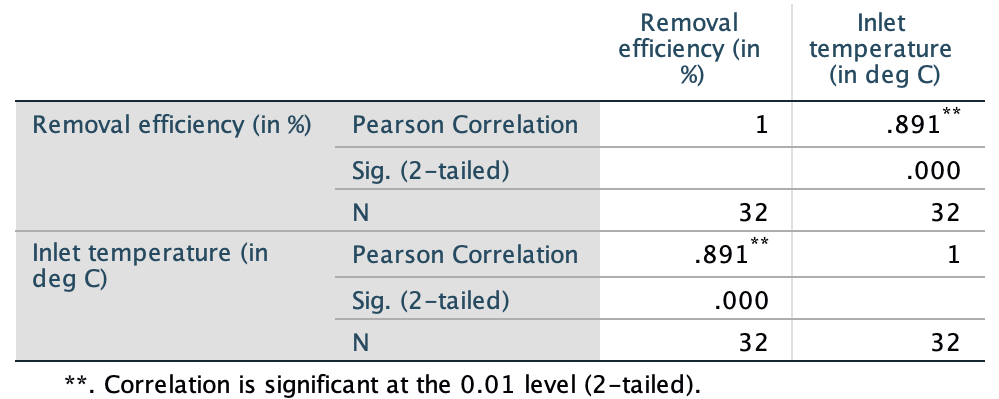 Removal efficiency (in %)
Inlet temperature (in deg C)
Removal efficiency (in %) Pearson Correlation 1 .891**
Sig. (2-tailed) .000
N 32 32
Inlet temperature (in deg C) Pearson Correlation .891** 1
Sig. (2-tailed) .000
N 32 32
**. Correlation is significant at the 0.01 level (2-tailed).